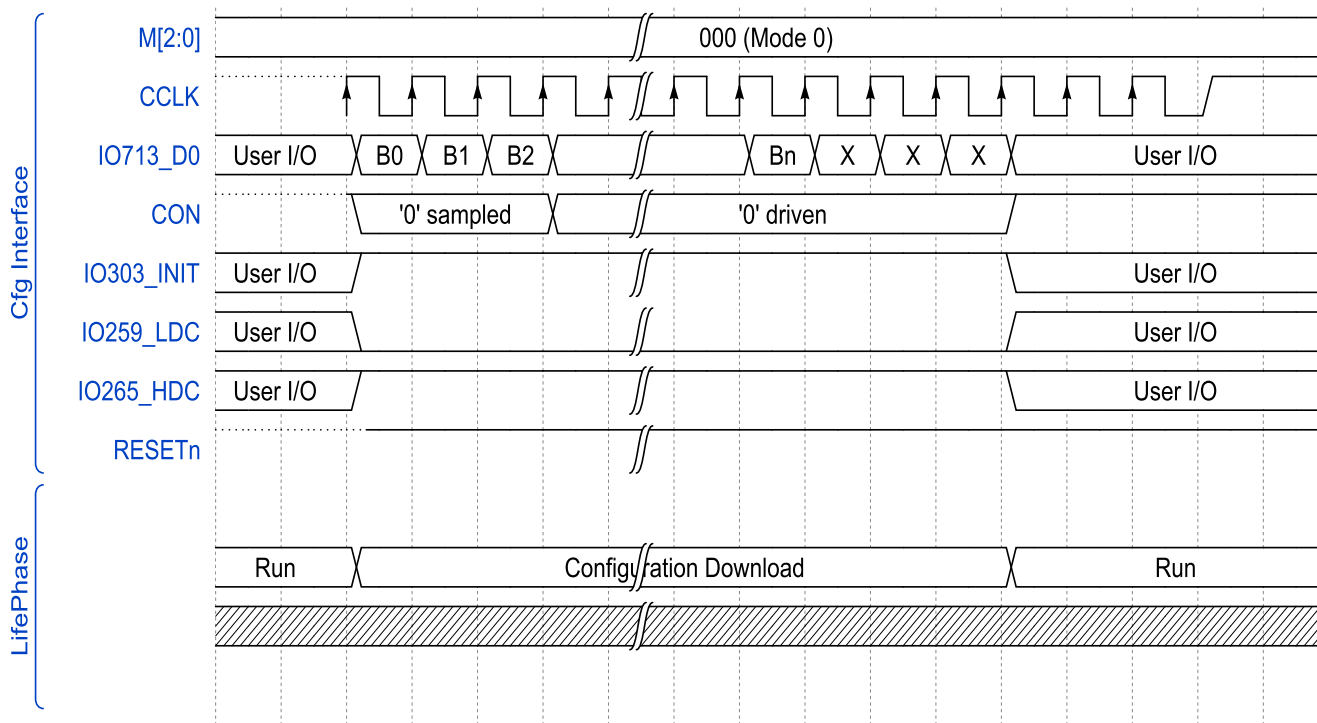 Cfg Interface
M[2:0] 000 (Mode 0)
CCLK
IO713_D0 User I/O B0 B1 B2 Bn X X X User I/O
CON '0' sampled '0' driven
IO303_INIT User I/O User I/O
IO259_LDC User I/O User I/O
IO265_HDC User I/O User I/O
RESETn
LifePhase
Run Configuration Download Run